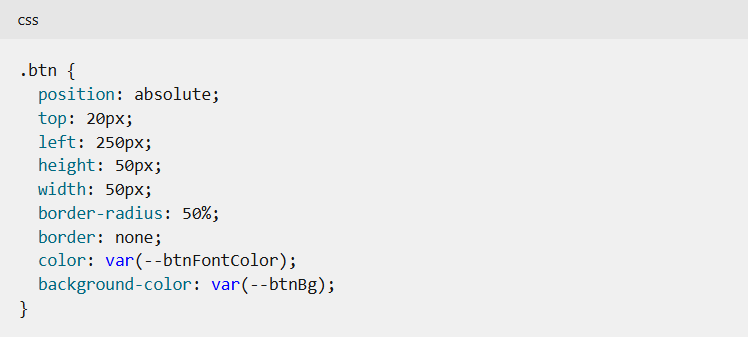 css
.btn {
  position: absolute;
  top: 20px;
  left: 250px;
  height: 50px;
  width: 50px;
  border-radius: 50%;
  border: none;
  color: var(--btnFontColor);
  background-color: var(--btnBg);
}